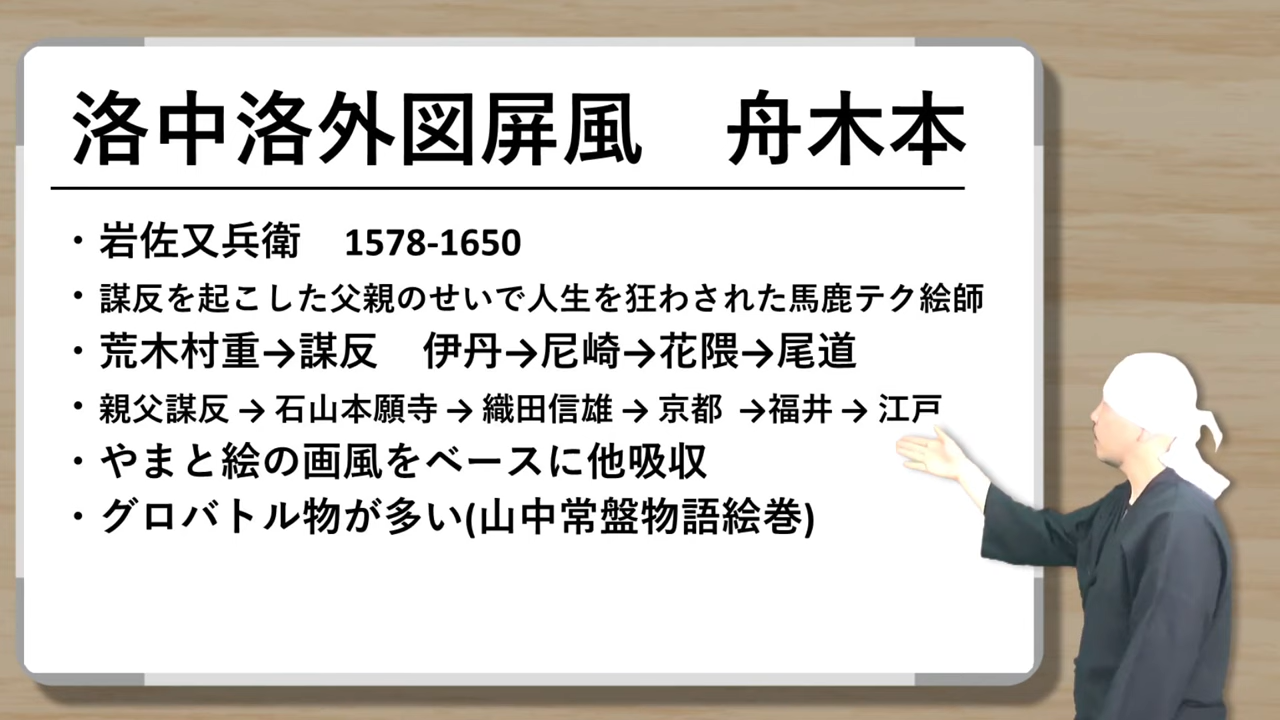 洛中洛外図屏風　舟木本
・岩佐又兵衛　1578-1650
・謀反を起こした父親のせいで人生を狂わされた馬鹿テク絵師
・荒木村重→謀反　伊丹→尼崎→花隈→尾道
・親父謀反 → 石山本願寺 → 織田信雄 → 京都 →福井 → 江戸
・やまと絵の画風をベースに他吸収
・グロバトル物が多い(山中常盤物語絵巻)